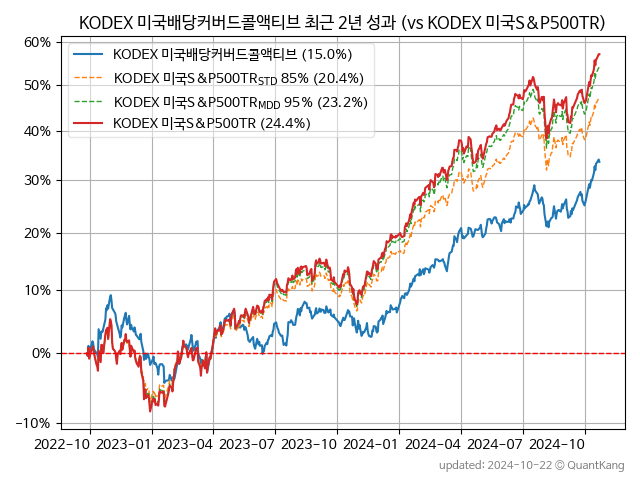 KODEX 미국배당커버드콜액티브 최근 2년 성과 (vs KODEX 미국S&P500TR)
60%
50%
40%
30%
20%
10%
0%
-10%
KODEX 미국배당커버드콜액티브 (15.0%)
KODEX 미국S&P500TR_STD 85% (20.4%)
KODEX 미국S&P500TR_MDD 95% (23.2%)
KODEX 미국S&P500TR (24.4%)
2022-10 2023-01 2023-04 2023-07 2023-10 2024-01 2024-04 2024-07 2024-10
updated: 2024-10-22 © QuantKang